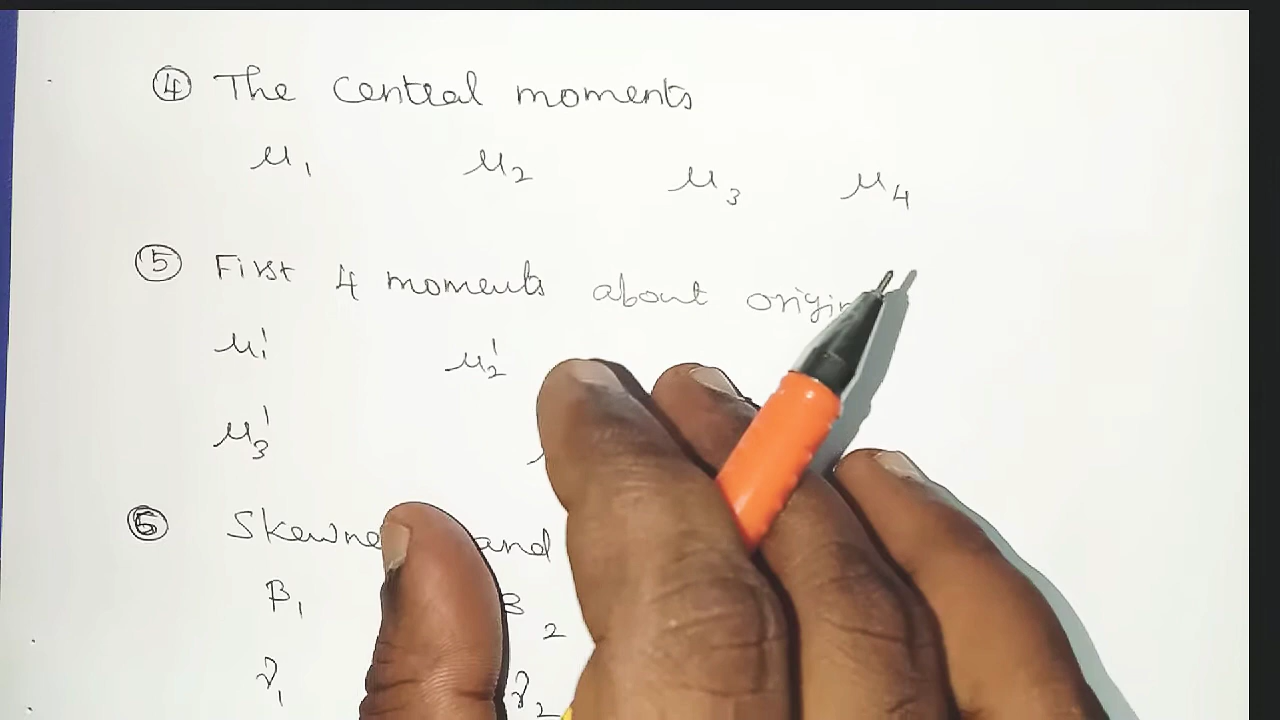 ④ The central moments
μ₁ μ₂ μ₃ μ₄
⑤ First 4 moments about origin
μ₁' μ₂'
μ₃'
⑥ and
β₁ β₂
γ₁ γ₂